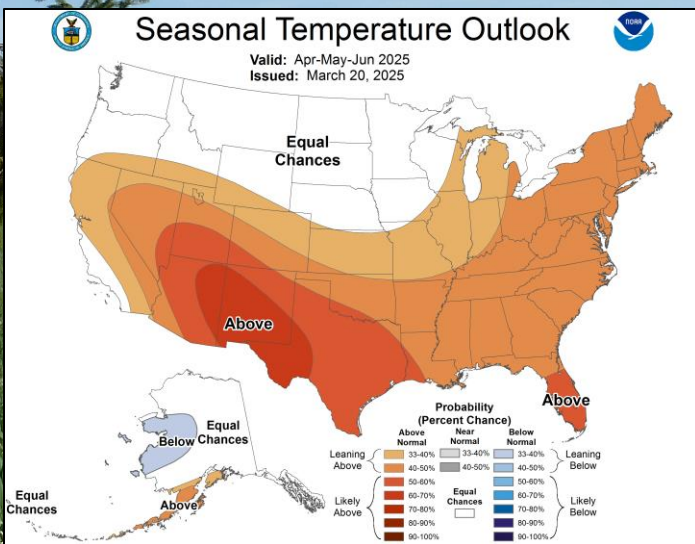 Seasonal Temperature Outlook
NOAA
Valid: Apr-May-Jun 2025
Issued: March 20, 2025
Equal
Chances
Above
Above
Below
Equal
Chances
Above
Equal
Chances
Probability
(Percent Chance)
Above
Normal
Near
Normal
Below
Normal
Leaning
Above
33-40%
40-50%
33-40%
40-50%
33-40%
40-50%
Leaning
Below
Likely
Above
50-60%
60-70%
70-80%
80-90%
90-100%
Equal
Chances
50-60%
60-70%
70-80%
80-90%
90-100%
Likely
Below